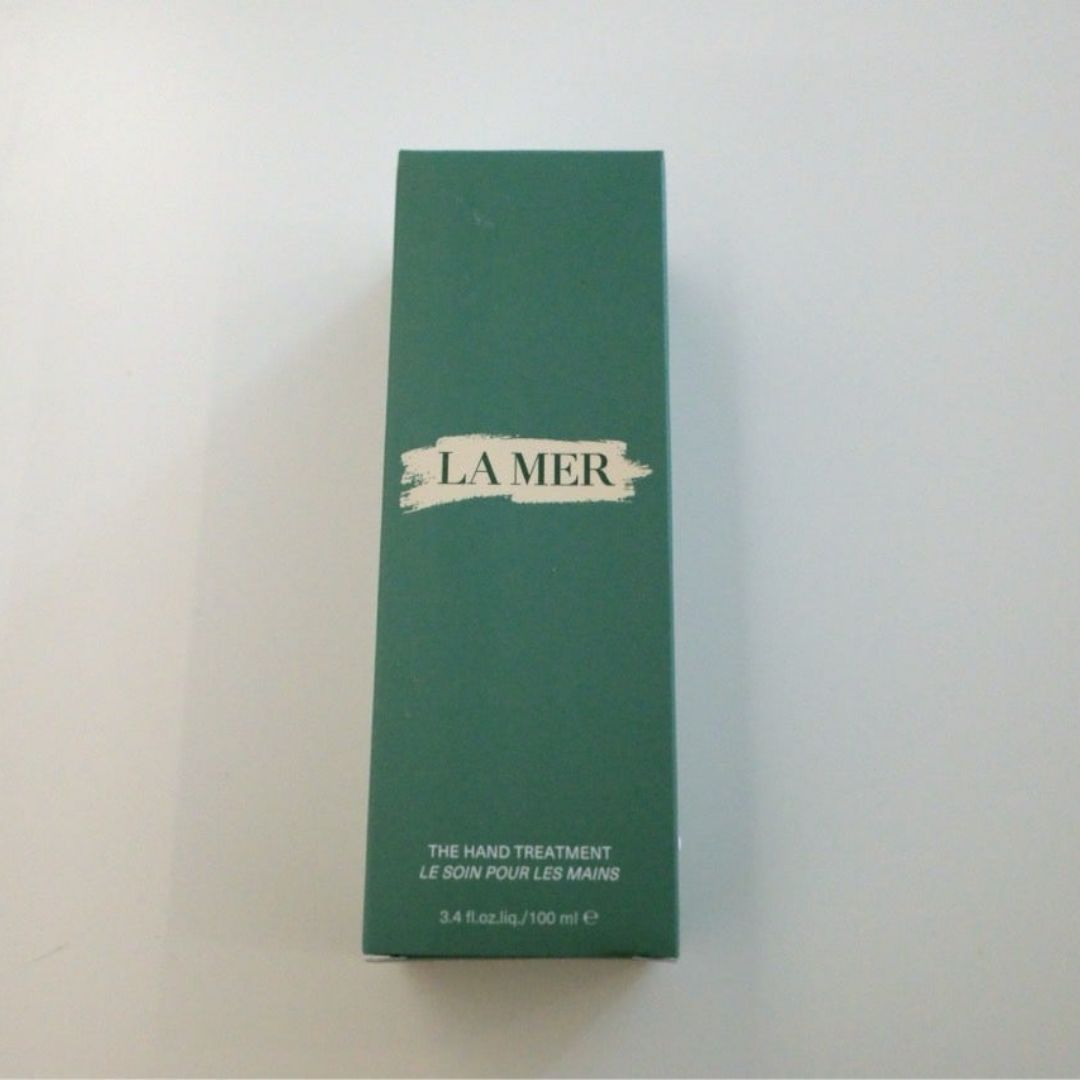 LA MER
THE HAND TREATMENT
LE SOIN POUR LES MAINS
3.4 fl.oz.liq./100 ml ℮